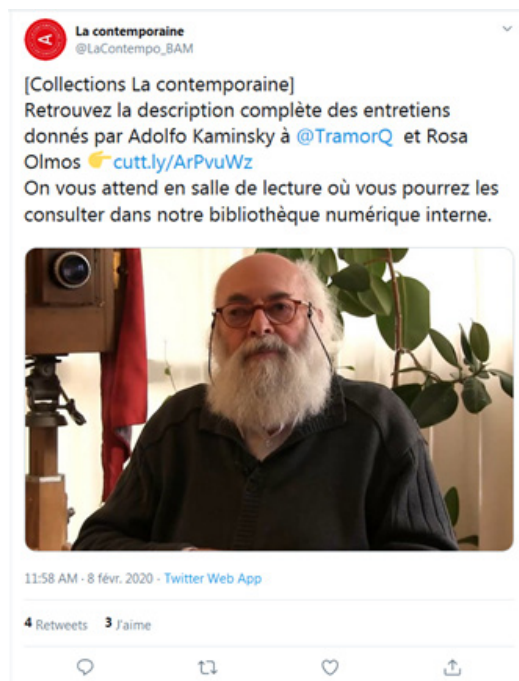 La contemporaine
@LaContempo_BAM
[Collections La contemporaine]
Retrouvez la description complète des entretiens
donnés par Adolfo Kaminsky à @TramorQ et Rosa
Olmos 👉cutt.ly/ArPvuWz
On vous attend en salle de lecture où vous pourrez les
consulter dans notre bibliothèque numérique interne.
11:58 AM · 8 févr. 2020 · Twitter Web App
4 Retweets 3 J'aime